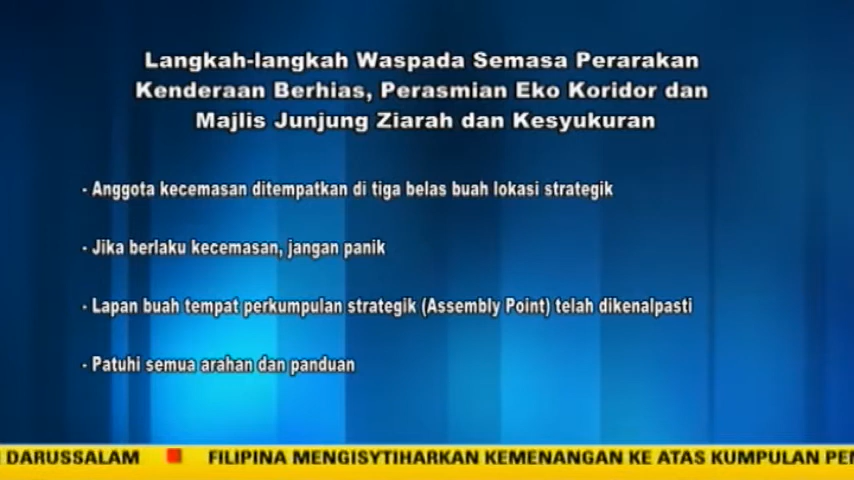 Langkah-langkah Waspada Semasa Perarakan
Kenderaan Berhias, Perasmian Eko Koridor dan
Majlis Junjung Ziarah dan Kesyukuran
- Anggota kecemasan ditempatkan di tiga belas buah lokasi strategik
- Jika berlaku kecemasan, jangan panik
- Lapan buah tempat perkumpulan strategik (Assembly Point) telah dikenalpasti
- Patuhi semua arahan dan panduan
DARUSSALAM FILIPINA MENGISYTIHARKAN KEMENANGAN KE ATAS KUMPULAN